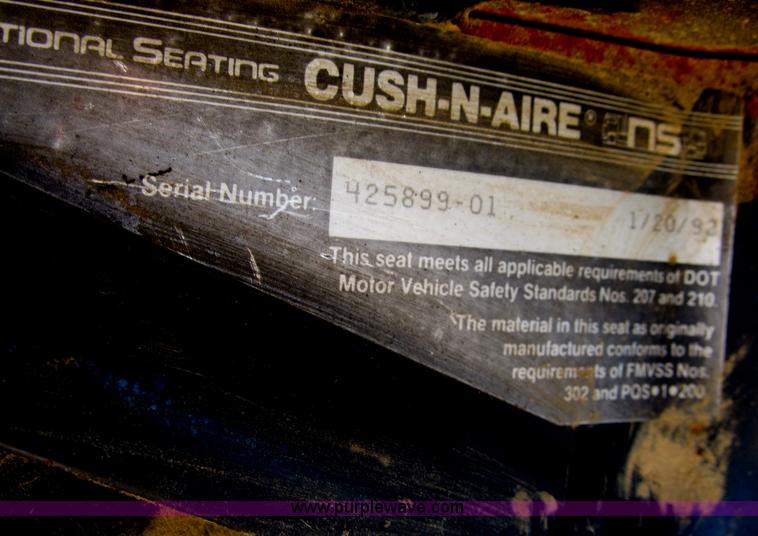 TIONAL SEATING CUSH-N-AIRE® ns
Serial Number: 425899-01 1/20/92
This seat meets all applicable requirements of DOT
Motor Vehicle Safety Standards Nos. 207 and 210.
The material in this seat as originally
manufactured conforms to the
requirements of FMVSS Nos.
302 and PQS#1#200.
www.purplewave.com